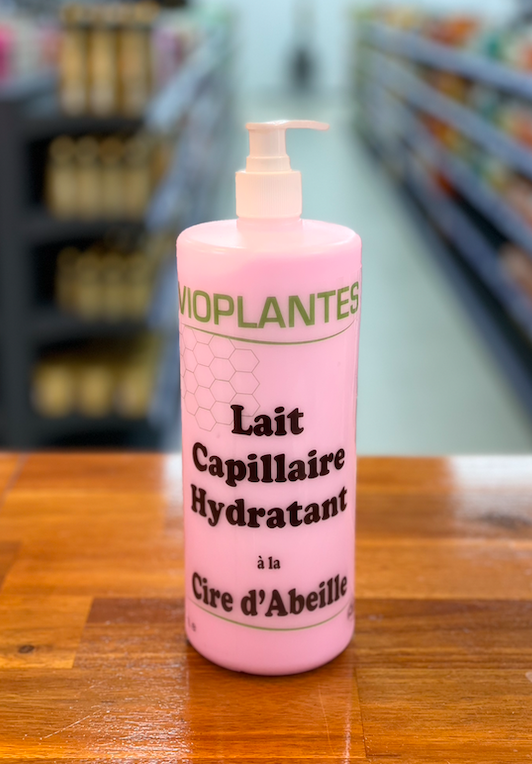 VIOPLANTES
Lait
Capillaire
Hydratant
à la
Cire d'Abeille